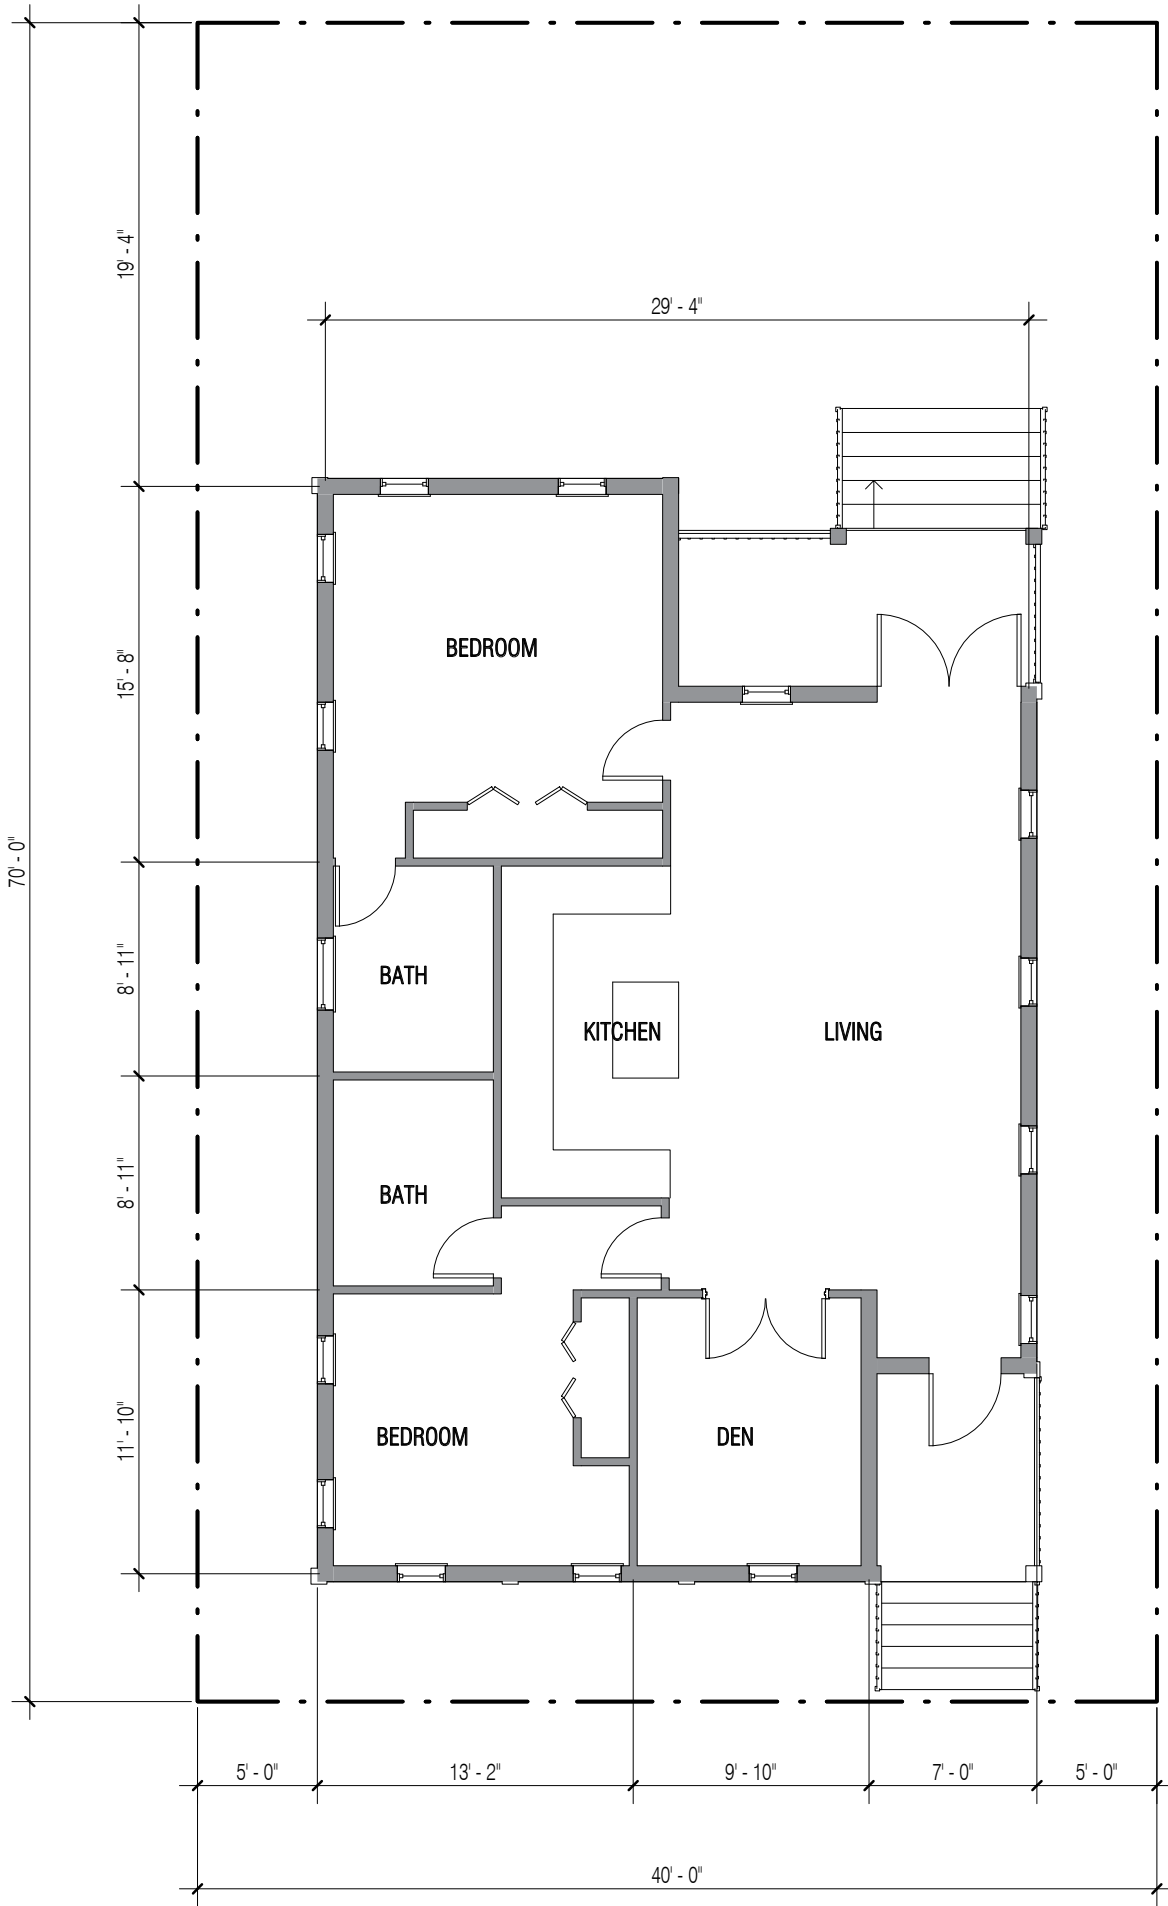 19' - 4"
29' - 4"
BEDROOM
15' - 8"
70' - 0"
BATH
8' - 11"
KITCHEN
LIVING
BATH
8' - 11"
BEDROOM
DEN
11' - 10"
5' - 0"
13' - 2"
9' - 10"
7' - 0"
5' - 0"
40' - 0"